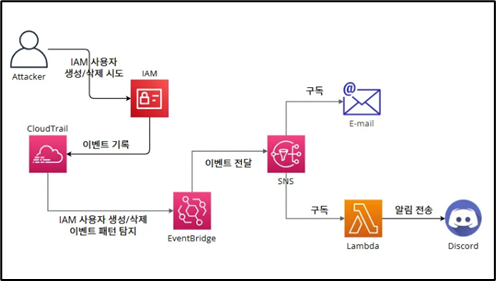 IAM 사용자
생성/삭제 시도
IAM
Attacker
CloudTrail
이벤트 기록
구독
@
E-mail
이벤트 전달
SNS
IAM 사용자 생성/삭제
이벤트 패턴 탐지
EventBridge
구독
알림 전송
Lambda
Discord